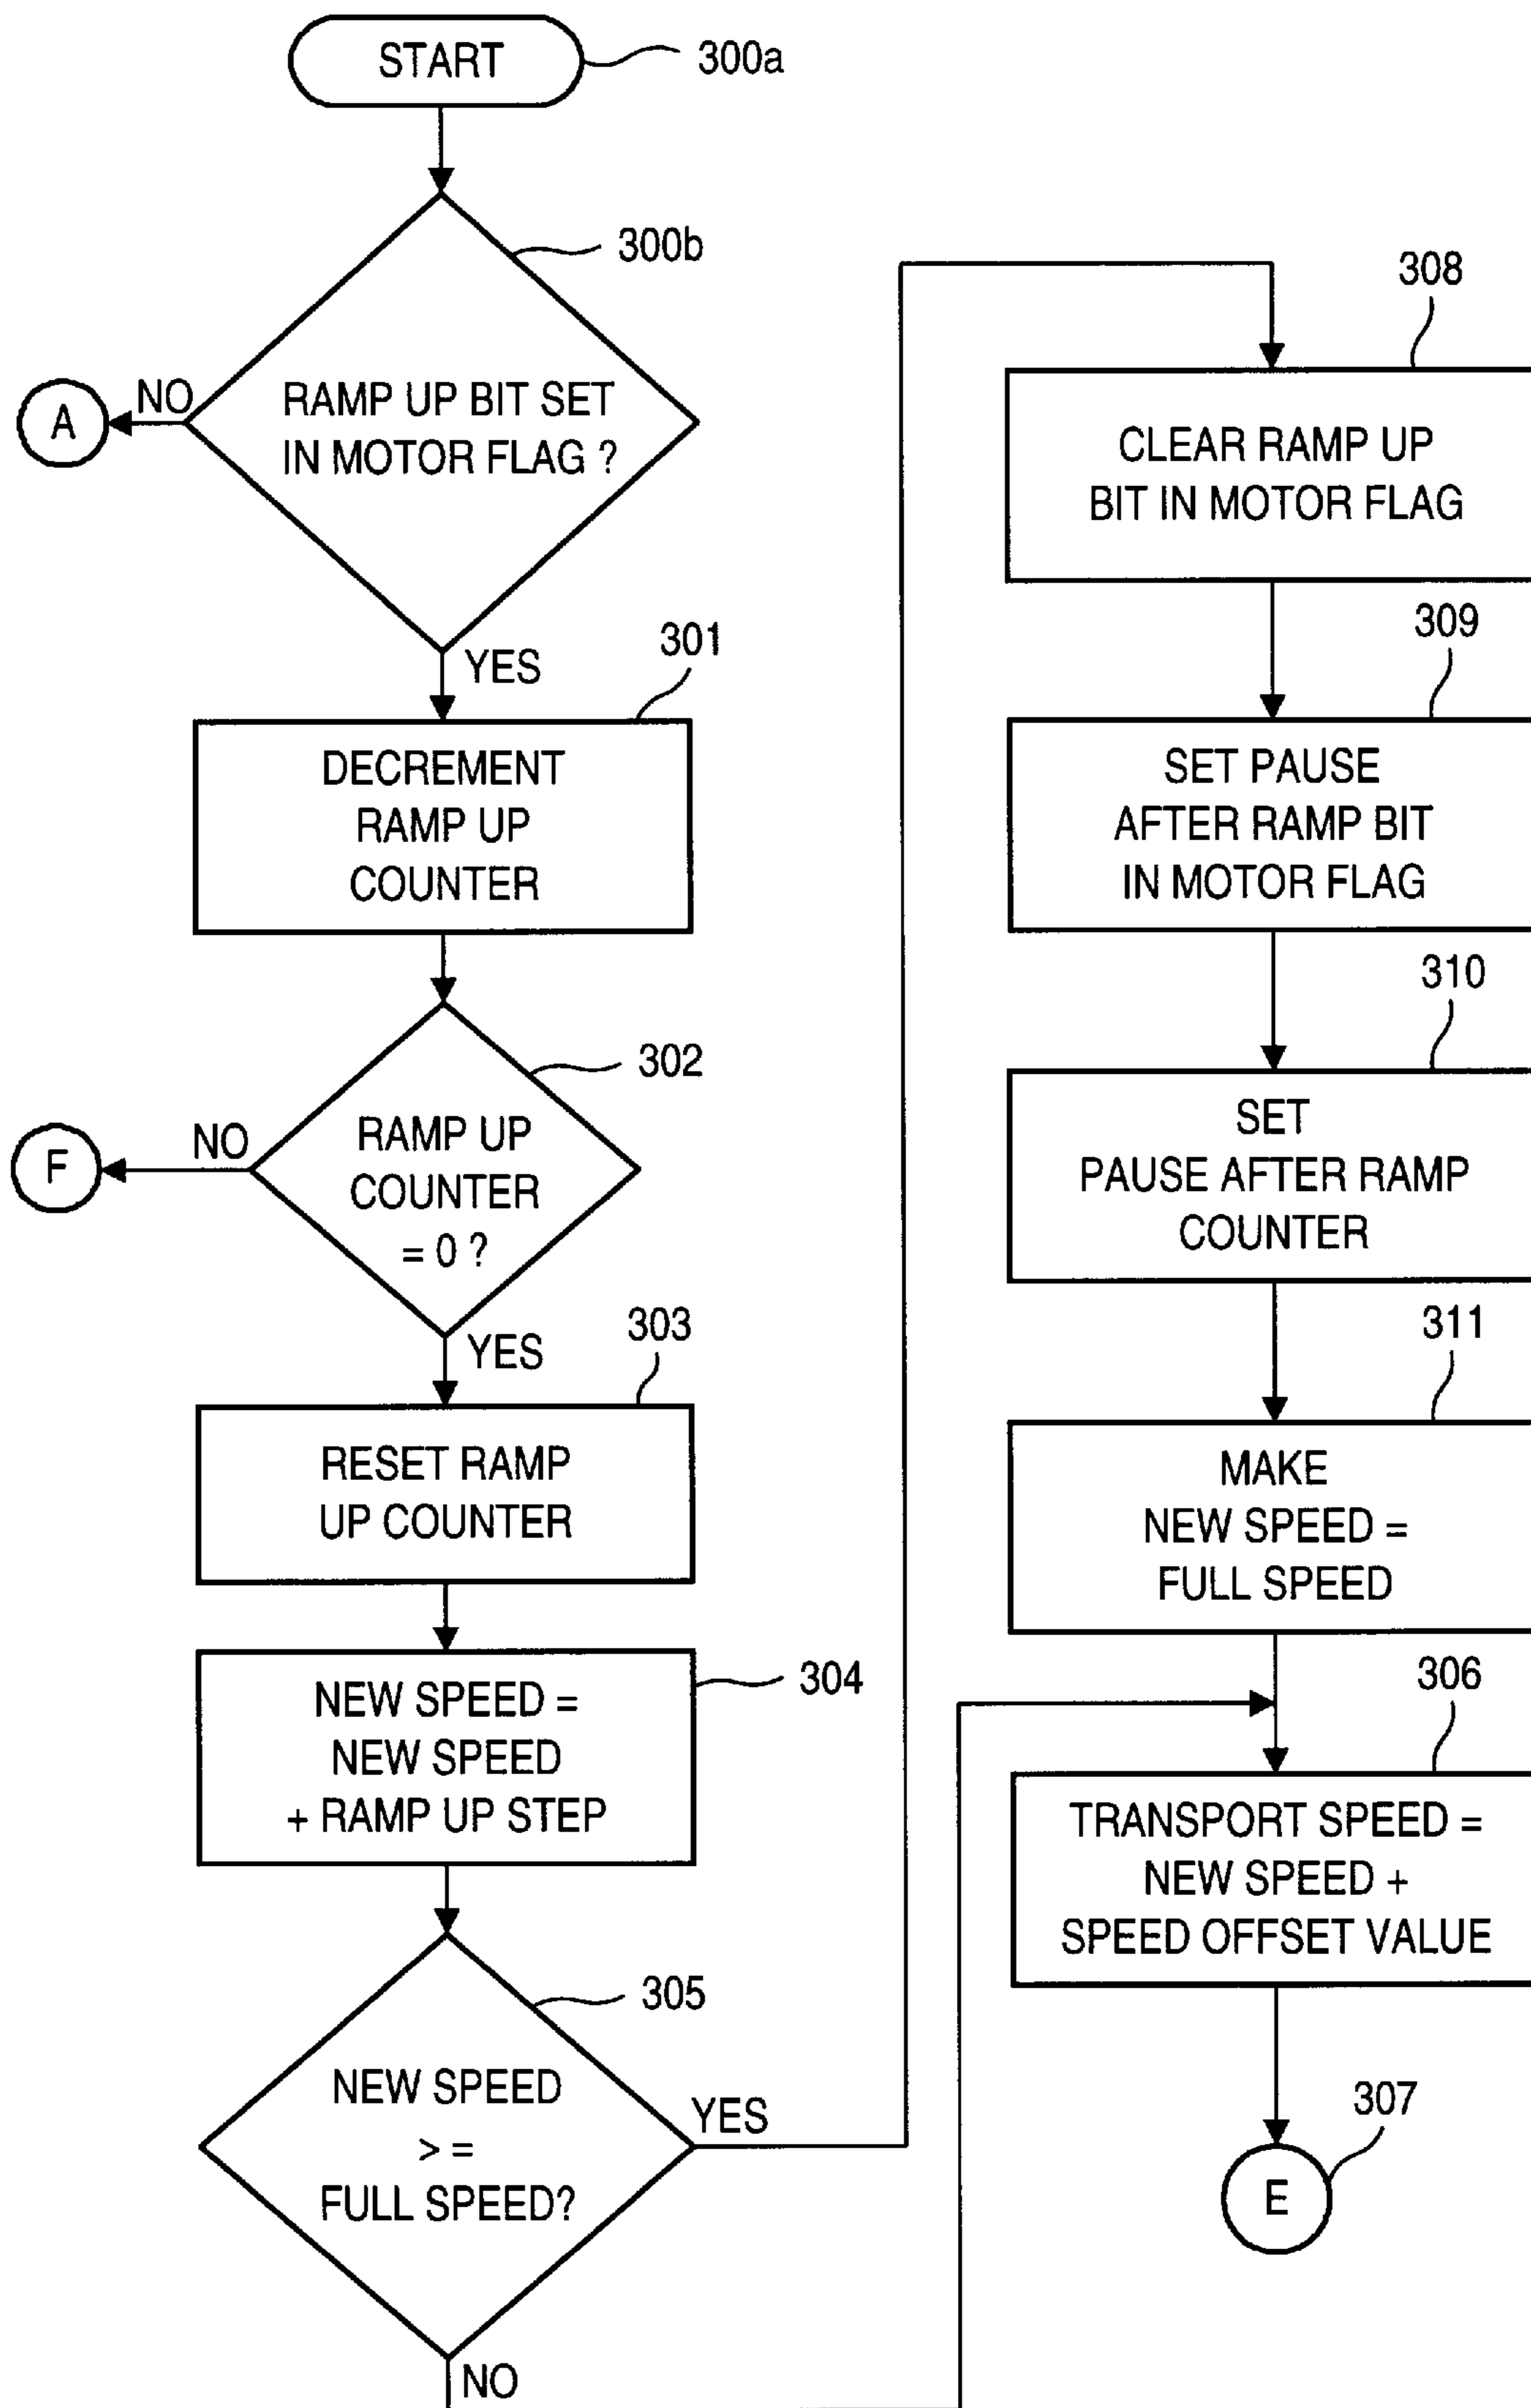 START
300a
300b
RAMP UP BIT SET
IN MOTOR FLAG ?
NO
A
YES
301
DECREMENT
RAMP UP
COUNTER
302
RAMP UP
COUNTER
= 0 ?
NO
F
YES
303
RESET RAMP
UP COUNTER
304
NEW SPEED =
NEW SPEED
+ RAMP UP STEP
305
NEW SPEED
> =
FULL SPEED?
YES
NO
308
CLEAR RAMP UP
BIT IN MOTOR FLAG
309
SET PAUSE
AFTER RAMP BIT
IN MOTOR FLAG
310
SET
PAUSE AFTER RAMP
COUNTER
311
MAKE
NEW SPEED =
FULL SPEED
306
TRANSPORT SPEED =
NEW SPEED +
SPEED OFFSET VALUE
307
E